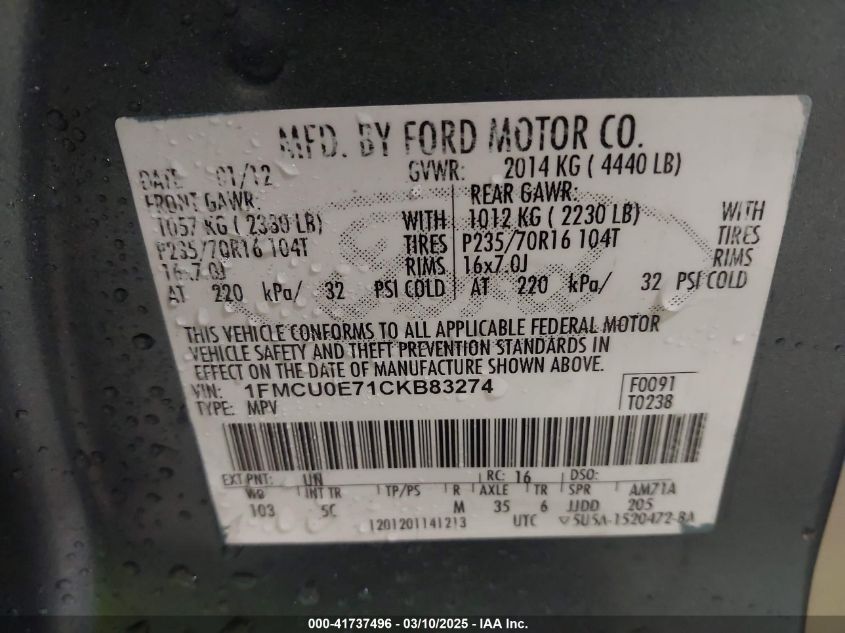 MFD. BY FORD MOTOR CO.
DATE 01/12 GVWR: 2014 KG ( 4440 LB)
FRONT GAWR: REAR GAWR:
1057 KG ( 2330 LB) WITH 1012 KG ( 2230 LB) WITH
P235/70R16 104T TIRES P235/70R16 104T TIRES
16x7.0J RIMS 16x7.0J RIMS
AT 220 kPa/ 32 PSI COLD AT 220 kPa/ 32 PSI COLD
THIS VEHICLE CONFORMS TO ALL APPLICABLE FEDERAL MOTOR
VEHICLE SAFETY AND THEFT PREVENTION STANDARDS IN
EFFECT ON THE DATE OF MANUFACTURE SHOWN ABOVE.
VIN: 1FMCU0E71CKB83274 F0091
TYPE: MPV T0238
EXT PNT: UN RC: 16 DSO:
WB INT TR TP/PS R AXLE TR SPR AM71A
103 5C M 35 6 JJDD 205
1201201141213 UTC ▽5U5A-1520472-BA
000-41737496 — 03/10/2025 — IAA Inc.